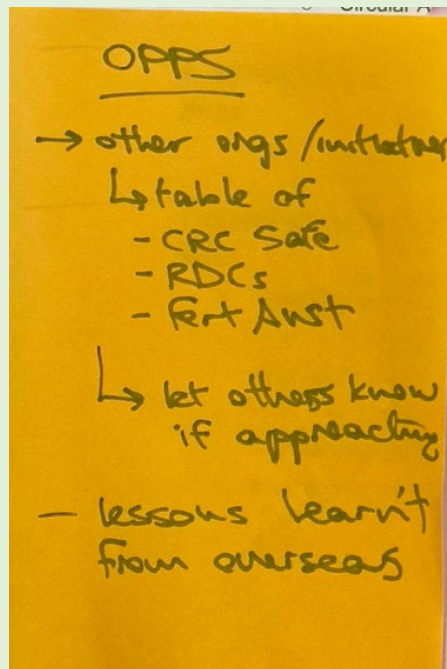 Circular A
OPPS
→ other orgs/initiatives
↳ table of
- CRC Safe
- RDCs
- Fert Aust
↳ let others know
if approaching
- lessons learn't
from overseas